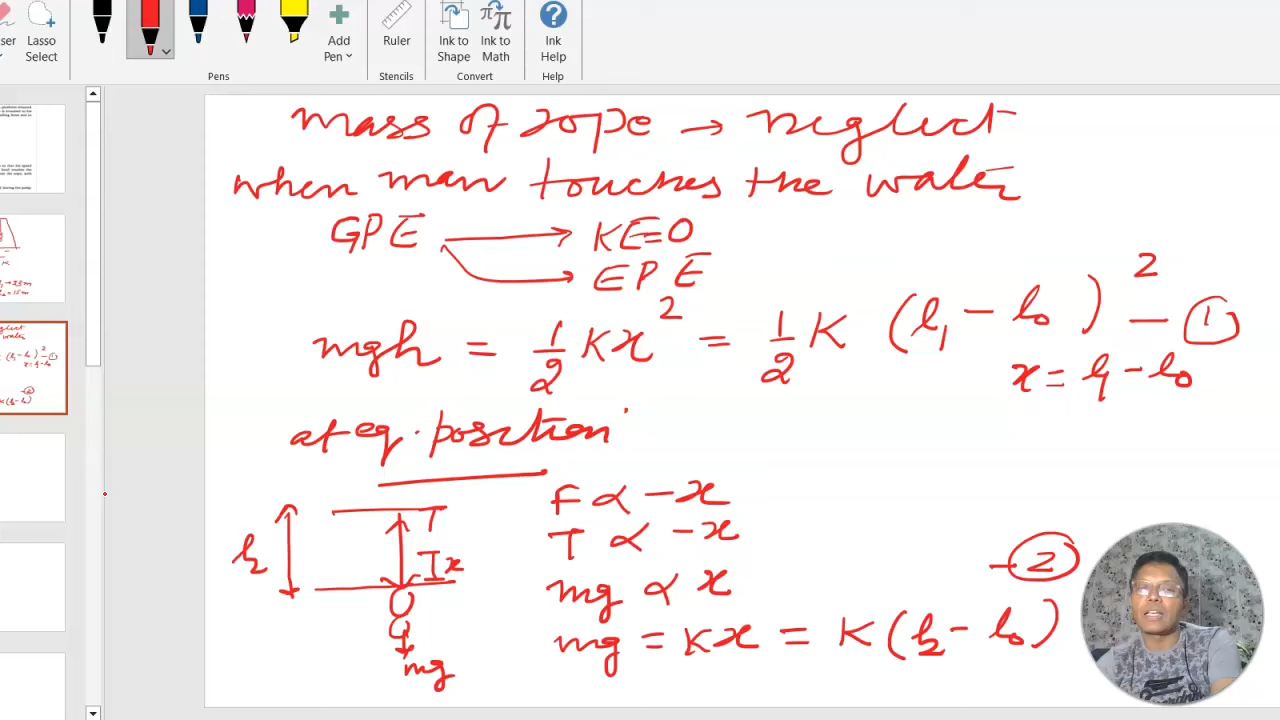 Lasso
Select
Add
Pen
Ruler
Ink to
Shape
Ink to
Math
Ink
Help
Pens
Stencils
Convert
Help
mass of rope → neglect
when man touches the water
GPE → KE=0
EPE
mgh = 1/2 Kx² = 1/2 K (l₁ - l₀)² - ①
x = l₁ - l₀
at eq. position
F ∝ -x
T
T ∝ -x
l₂
x
mg ∝ x
- ②
mg = Kx = K(l₂ - l₀)
mg